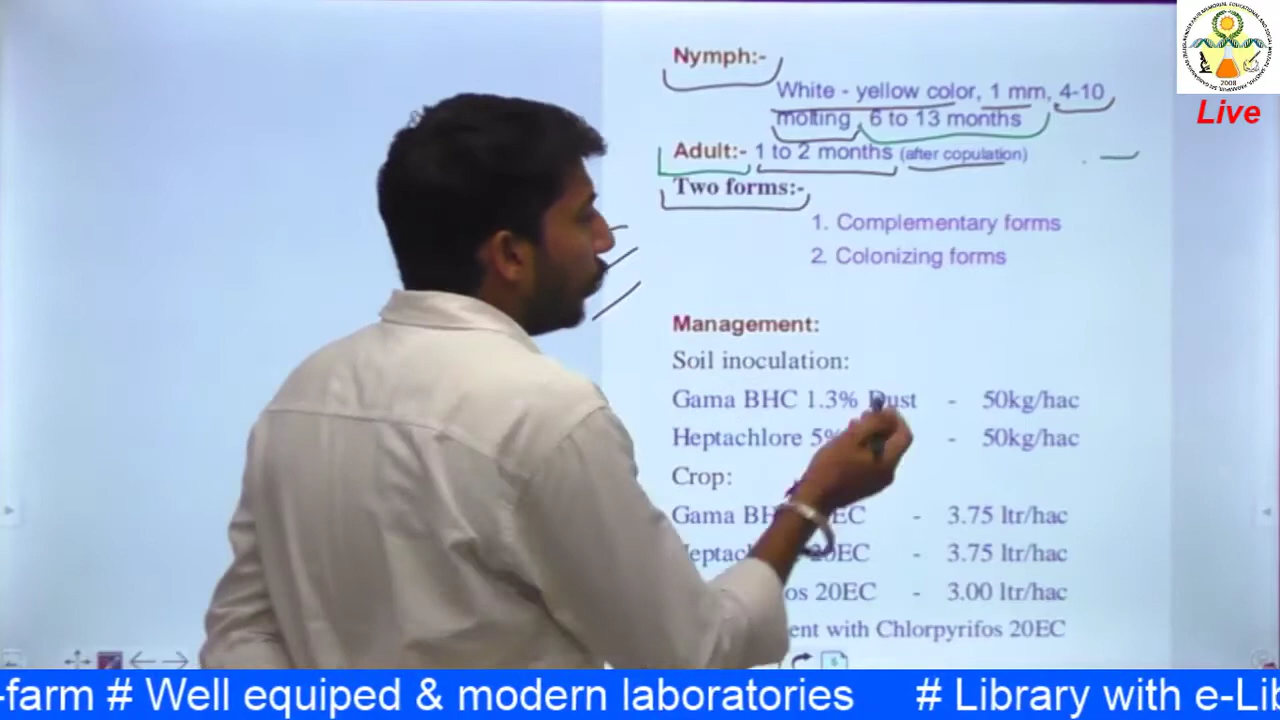 Nymph:-
White - yellow color, 1 mm, 4-10
molting , 6 to 13 months
Adult:- 1 to 2 months (after copulation)
Two forms:-
1. Complementary forms
2. Colonizing forms
Management:
Soil inoculation:
Gama BHC 1.3% Dust - 50kg/hac
Heptachlore 5% - 50kg/hac
Crop:
Gama BH EC - 3.75 ltr/hac
20EC - 3.75 ltr/hac
os 20EC - 3.00 ltr/hac
ent with Chlorpyrifos 20EC
2008
Live
-farm # Well equiped & modern laboratories # Library with e-Lib